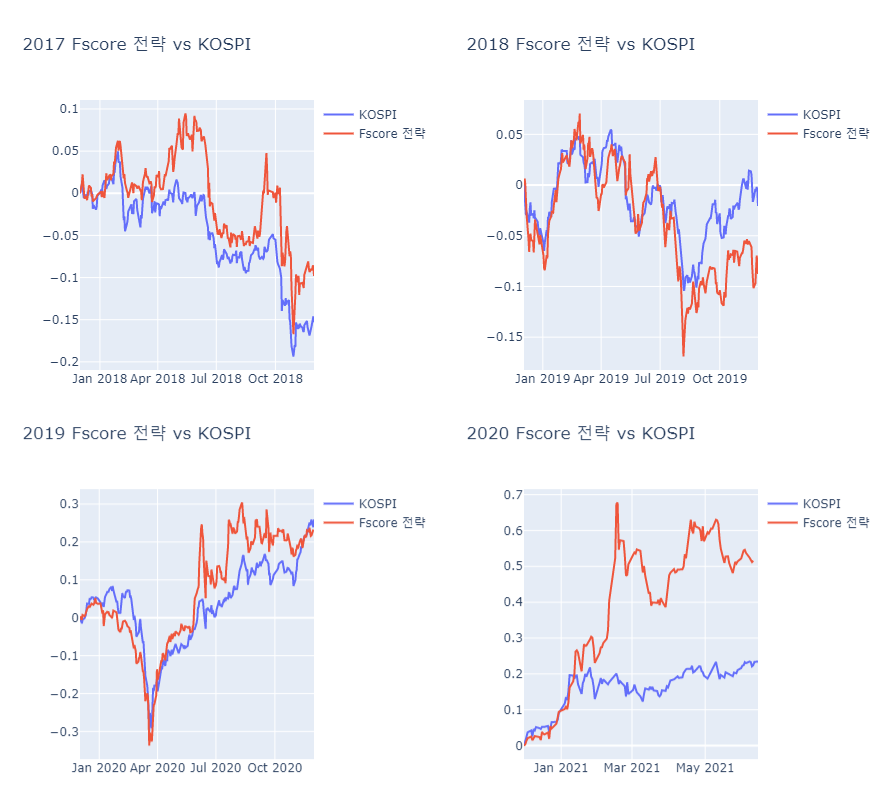 2017 Fscore 전략 vs KOSPI
KOSPI
Fscore 전략
0.1
0.05
0
−0.05
−0.1
−0.15
−0.2
Jan 2018 Apr 2018 Jul 2018 Oct 2018
2018 Fscore 전략 vs KOSPI
KOSPI
Fscore 전략
0.05
0
−0.05
−0.1
−0.15
Jan 2019 Apr 2019 Jul 2019 Oct 2019
2019 Fscore 전략 vs KOSPI
KOSPI
Fscore 전략
0.3
0.2
0.1
0
−0.1
−0.2
−0.3
Jan 2020 Apr 2020 Jul 2020 Oct 2020
2020 Fscore 전략 vs KOSPI
KOSPI
Fscore 전략
0.7
0.6
0.5
0.4
0.3
0.2
0.1
0
Jan 2021 Mar 2021 May 2021